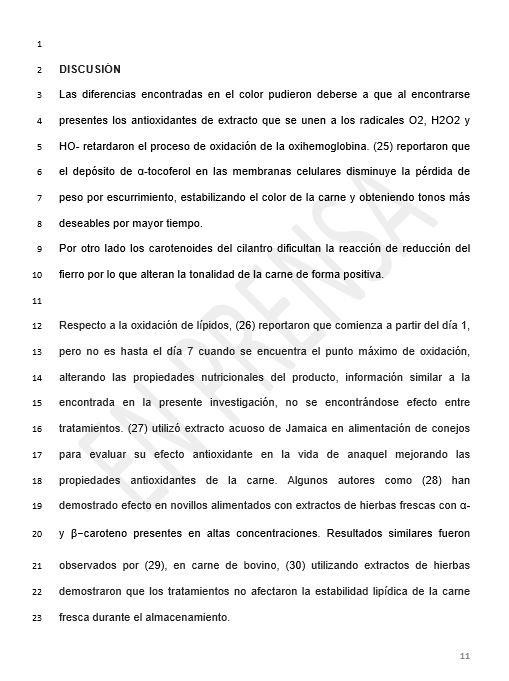 1
2 DISCUSIÓN
3 Las diferencias encontradas en el color pudieron deberse a que al encontrarse
4 presentes los antioxidantes de extracto que se unen a los radicales O2, H2O2 y
5 HO- retardaron el proceso de oxidación de la oxihemoglobina. (25) reportaron que
6 el depósito de α-tocoferol en las membranas celulares disminuye la pérdida de
7 peso por escurrimiento, estabilizando el color de la carne y obteniendo tonos más
8 deseables por mayor tiempo.
9 Por otro lado los carotenoides del cilantro dificultan la reacción de reducción del
10 fierro por lo que alteran la tonalidad de la carne de forma positiva.
11
12 Respecto a la oxidación de lípidos, (26) reportaron que comienza a partir del día 1,
13 pero no es hasta el día 7 cuando se encuentra el punto máximo de oxidación,
14 alterando las propiedades nutricionales del producto, información similar a la
15 encontrada en la presente investigación, no se encontrándose efecto entre
16 tratamientos. (27) utilizó extracto acuoso de Jamaica en alimentación de conejos
17 para evaluar su efecto antioxidante en la vida de anaquel mejorando las
18 propiedades antioxidantes de la carne. Algunos autores como (28) han
19 demostrado efecto en novillos alimentados con extractos de hierbas frescas con α-
20 y β−caroteno presentes en altas concentraciones. Resultados similares fueron
21 observados por (29), en carne de bovino, (30) utilizando extractos de hierbas
22 demostraron que los tratamientos no afectaron la estabilidad lipídica de la carne
23 fresca durante el almacenamiento.
EN PRENSA
11